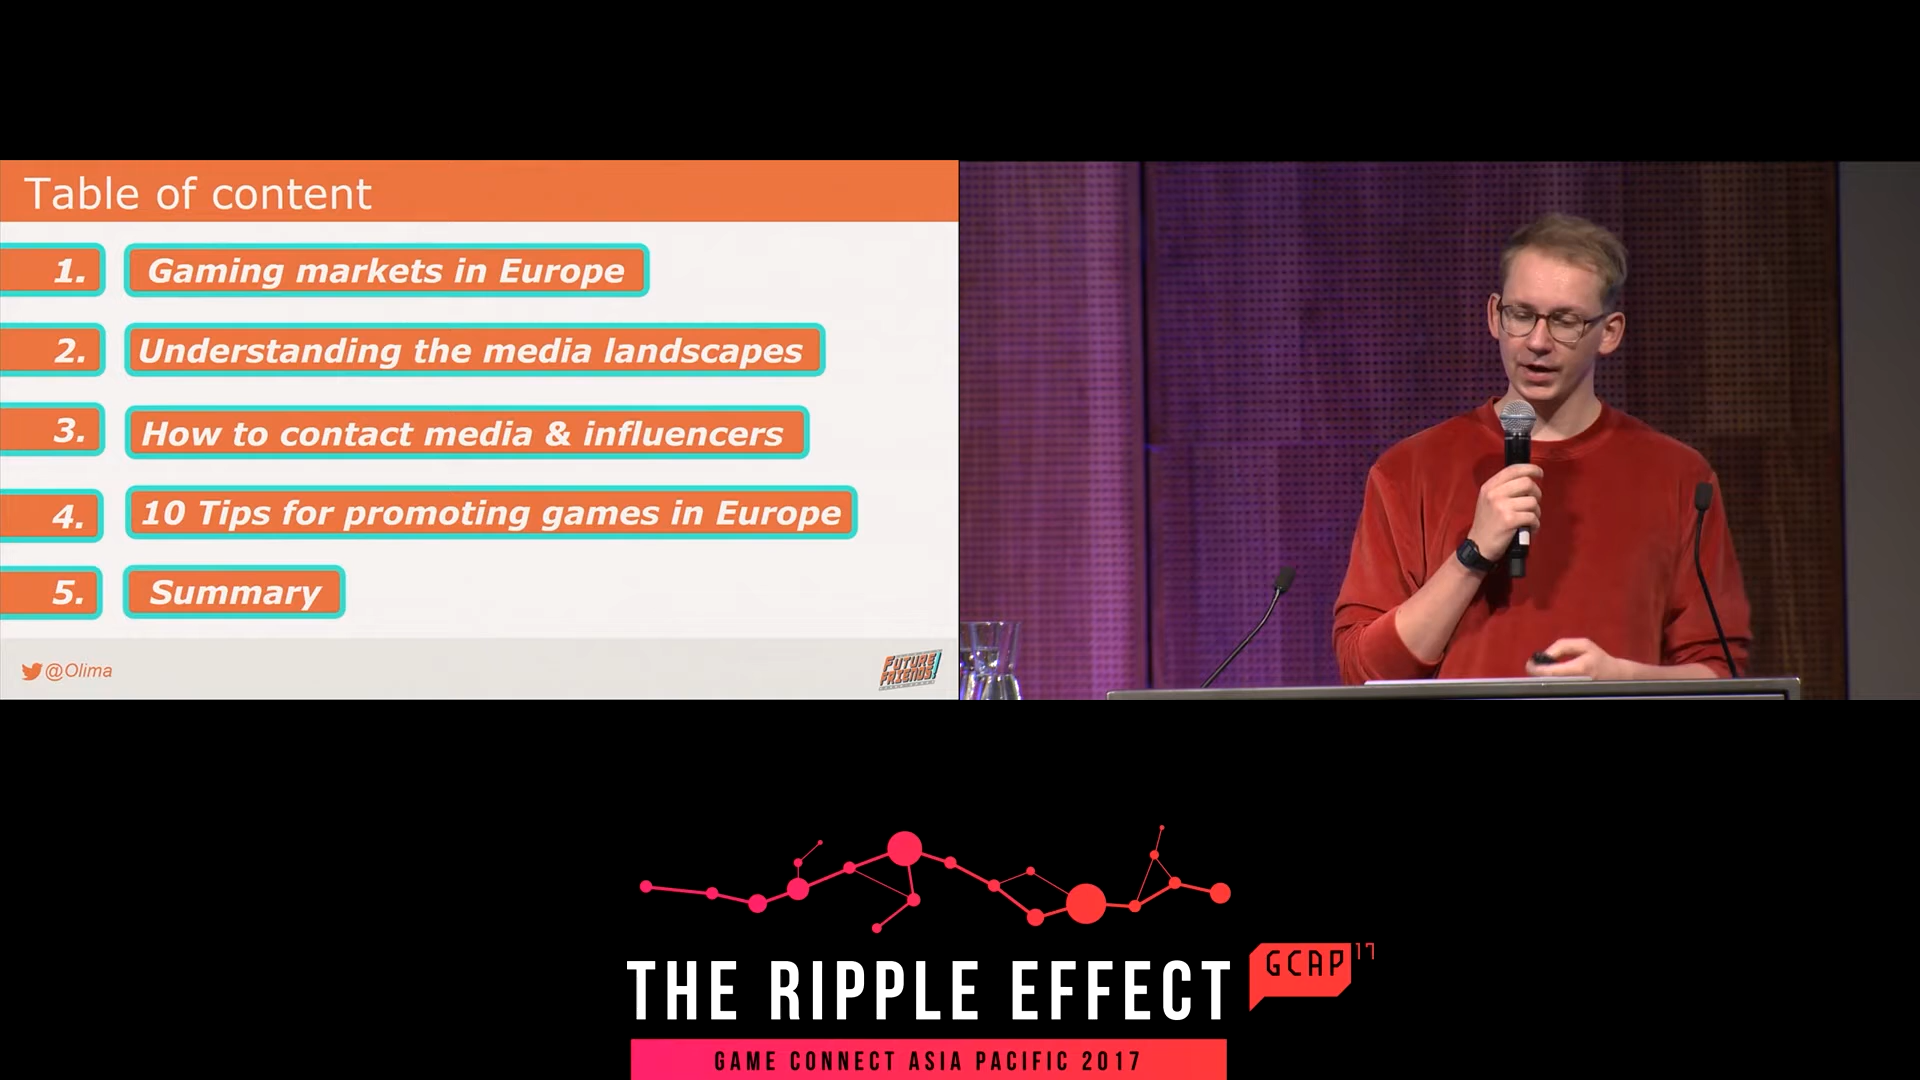 Table of content
1. Gaming markets in Europe
2. Understanding the media landscapes
3. How to contact media & influencers
4. 10 Tips for promoting games in Europe
5. Summary
@Olima
FUTURE
FRIENDS!
THE RIPPLE EFFECT
GCAP 17
GAME CONNECT ASIA PACIFIC 2017